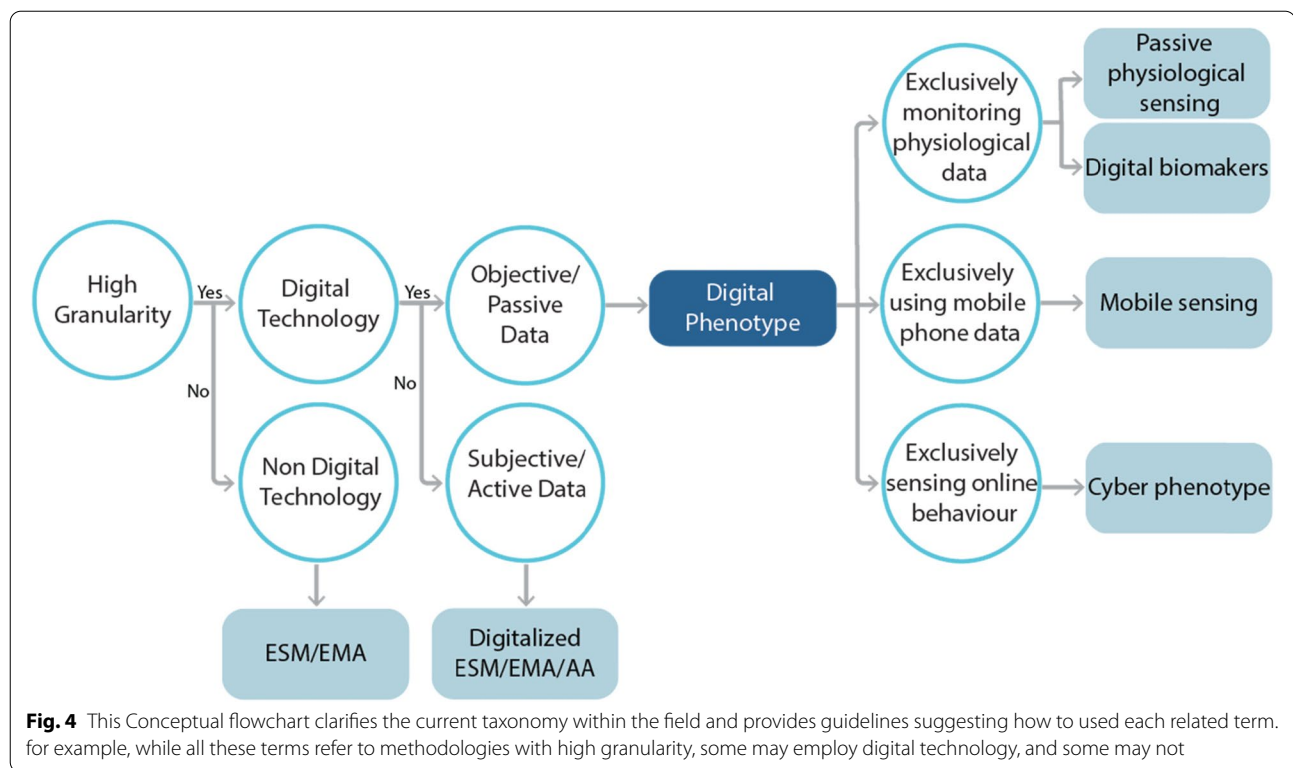 High
Granularity
Yes
No
Digital
Technology
Yes
No
Non Digital
Technology
ESM/EMA
Objective/
Passive
Data
Subjective/
Active Data
Digitalized
ESM/EMA/AA
Digital
Phenotype
Exclusively
monitoring
physiological
data
Passive
physiological
sensing
Digital biomakers
Exclusively
using mobile
phone data
Mobile sensing
Exclusively
sensing online
behaviour
Cyber phenotype
Fig. 4 This Conceptual flowchart clarifies the current taxonomy within the field and provides guidelines suggesting how to used each related term.
for example, while all these terms refer to methodologies with high granularity, some may employ digital technology, and some may not